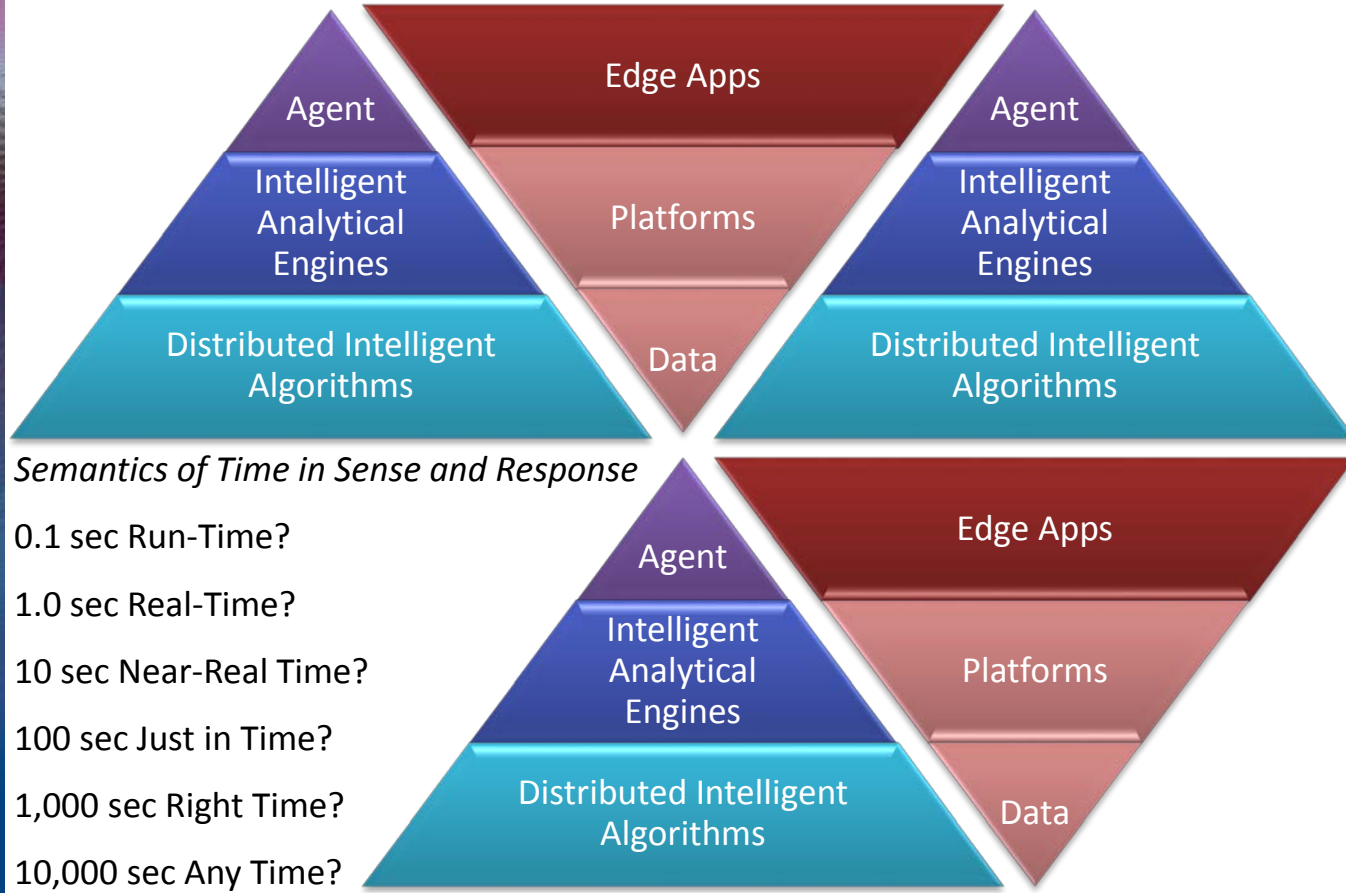 Agent
Intelligent
Analytical
Engines
Distributed Intelligent
Algorithms
Edge Apps
Platforms
Data
Agent
Intelligent
Analytical
Engines
Distributed Intelligent
Algorithms
Semantics of Time in Sense and Response
0.1 sec Run-Time?
1.0 sec Real-Time?
10 sec Near-Real Time?
100 sec Just in Time?
1,000 sec Right Time?
10,000 sec Any Time?
Agent
Intelligent
Analytical
Engines
Distributed Intelligent
Algorithms
Edge Apps
Platforms
Data